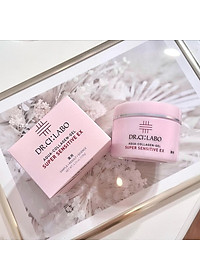 DR.CI:LABO
AQUA-COLLAGEN-GEL
SUPER SENSITIVE EX
DR.CI:LABO
AQUA-COLLAGEN-GEL
SUPER SENSITIVE EX